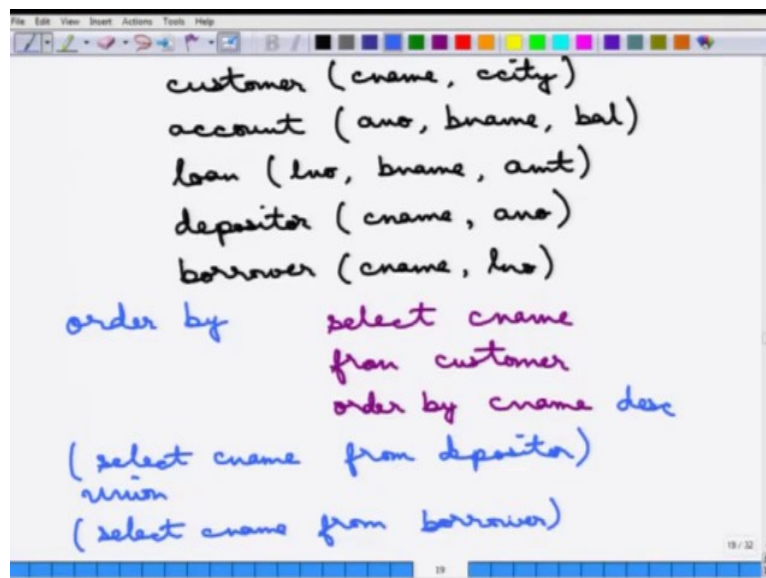 File Edit View Insert Actions Tools Help
B I
customer (cname, ccity)
account (ano, bname, bal)
loan (lno, bname, amt)
depositor (cname, ano)
borrower (cname, lno)
order by select cname
from customer
order by cname desc
(select cname from depositor)
union
(select cname from borrower)
19 / 32
19